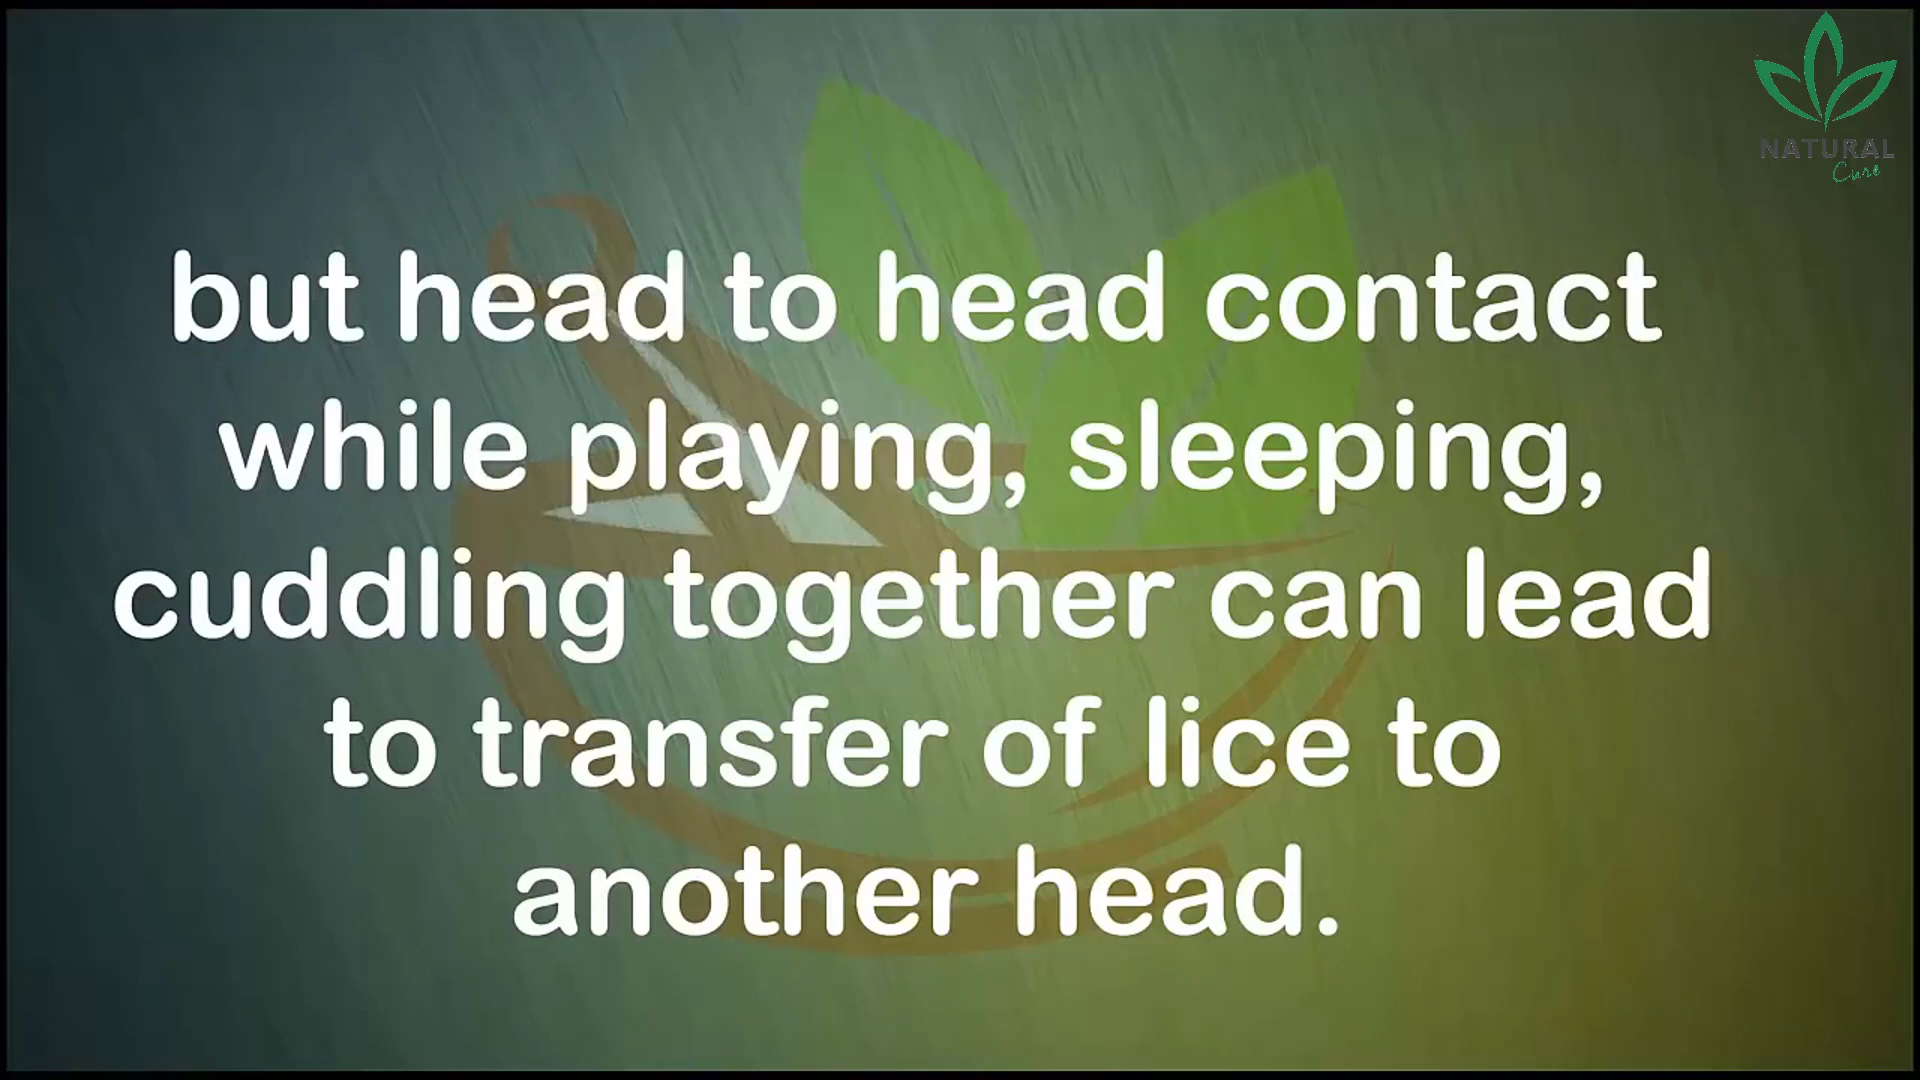 NATURAL
Cure
but head to head contact
while playing, sleeping,
cuddling together can lead
to transfer of lice to
another head.